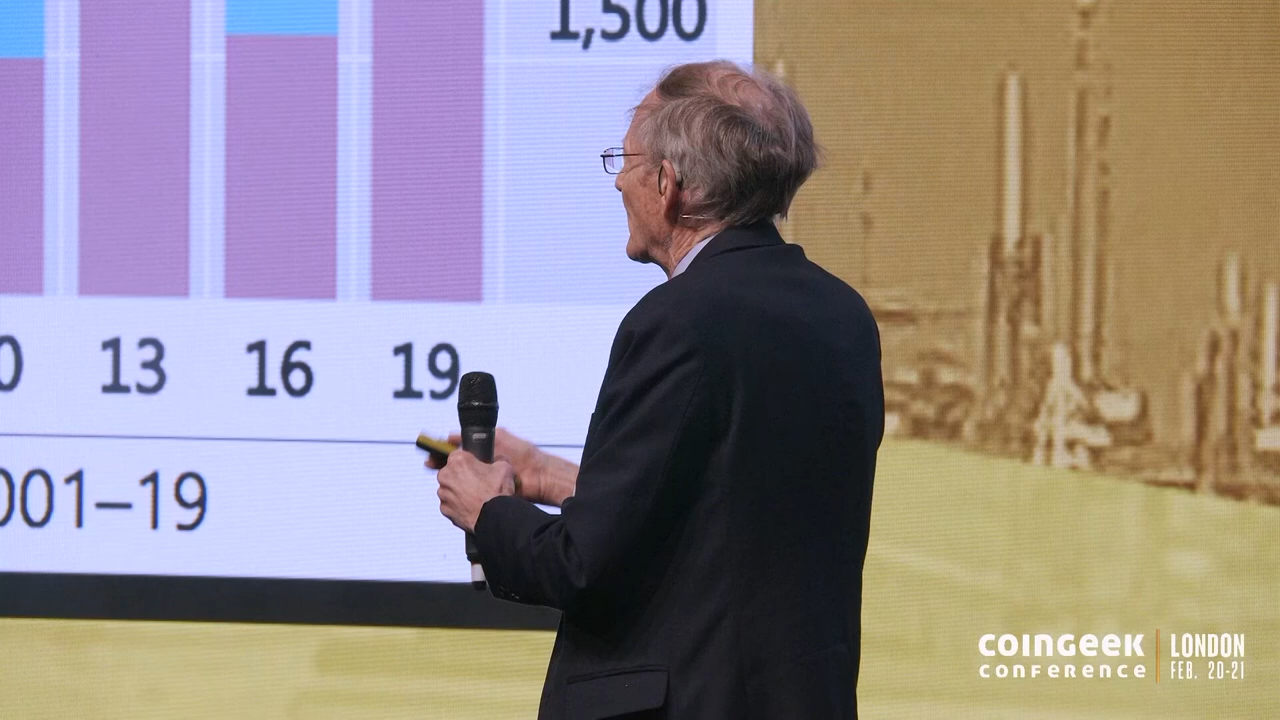 1,500
0 13 16 19
001–19
COINGEEK
CONFERENCE
LONDON
FEB. 20-21